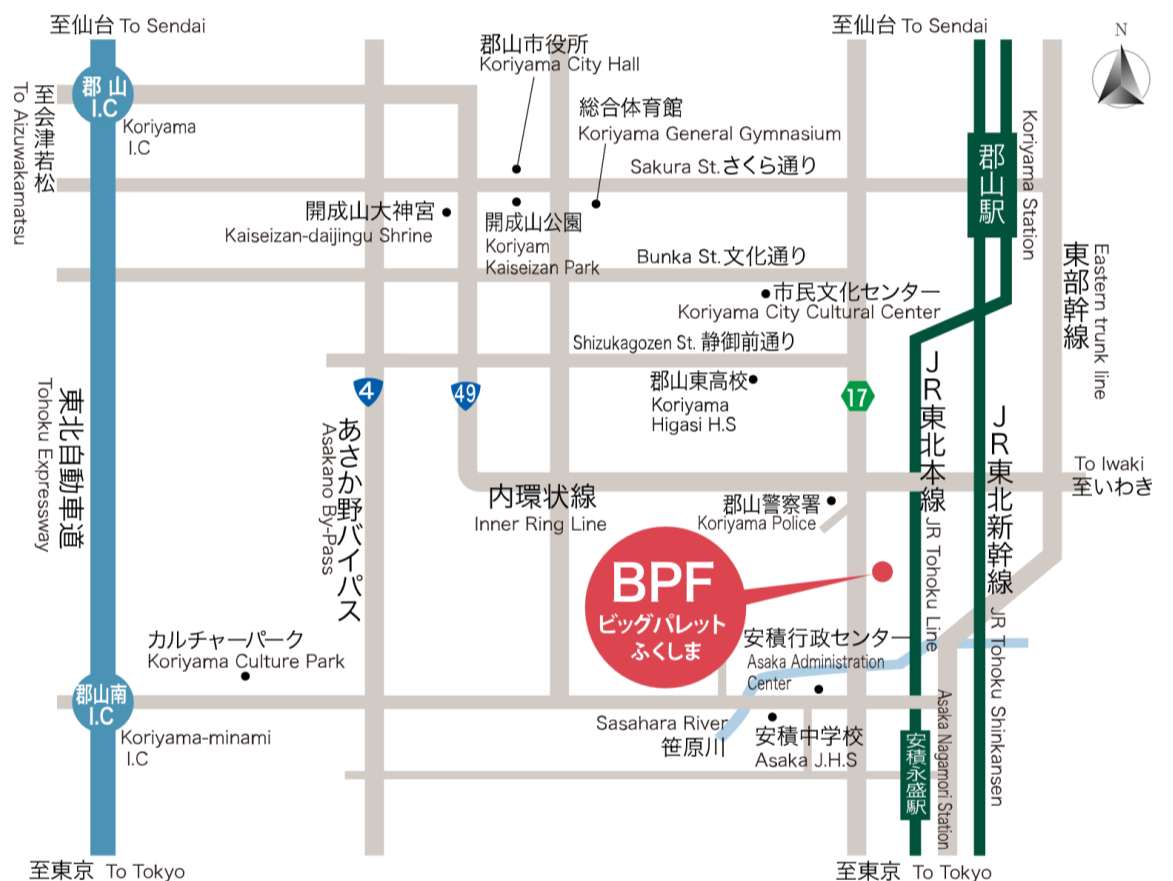 至仙台 To Sendai
至仙台 To Sendai
N
郡山市役所
Koriyama City Hall
郡山
I.C
Koriyama
I.C
至会津若松
To Aizuwakamatsu
総合体育館
Koriyama General Gymnasium
Sakura St. さくら通り
郡山駅
Koriyama Station
開成山大神宮
Kaiseizan-daijingu Shrine
開成山公園
Koriyam
Kaiseizan Park
Bunka St. 文化通り
東部幹線
Eastern trunk line
市民文化センター
Koriyama City Cultural Center
Shizukagozen St. 静御前通り
郡山東高校
Koriyama
Higasi H.S
4
49
17
東北自動車道
Tohoku Expressway
あさか野バイパス
Asakano By-Pass
JR東北本線
JR Tohoku Line
JR東北新幹線
JR Tohoku Shinkansen
To Iwaki
至いわき
内環状線
Inner Ring Line
郡山警察署
Koriyama Police
BPF
ビッグパレット
ふくしま
カルチャーパーク
Koriyama Culture Park
安積行政センター
Asaka Administration
Center
郡山南
I.C
Koriyama-minami
I.C
Sasahara River
笹原川
安積中学校
Asaka J.H.S
安積永盛駅
Asaka Nagamori Station
至東京 To Tokyo
至東京 To Tokyo